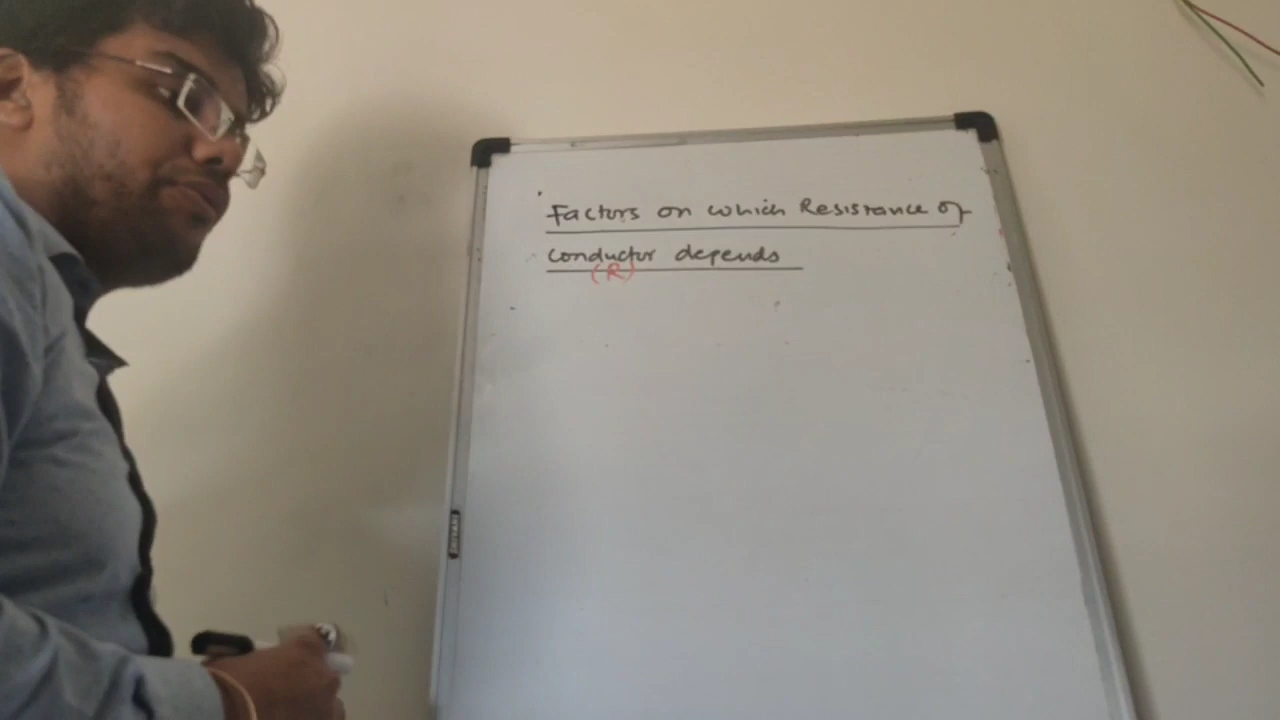 Factors on which Resistance of
conductor depends
(R)